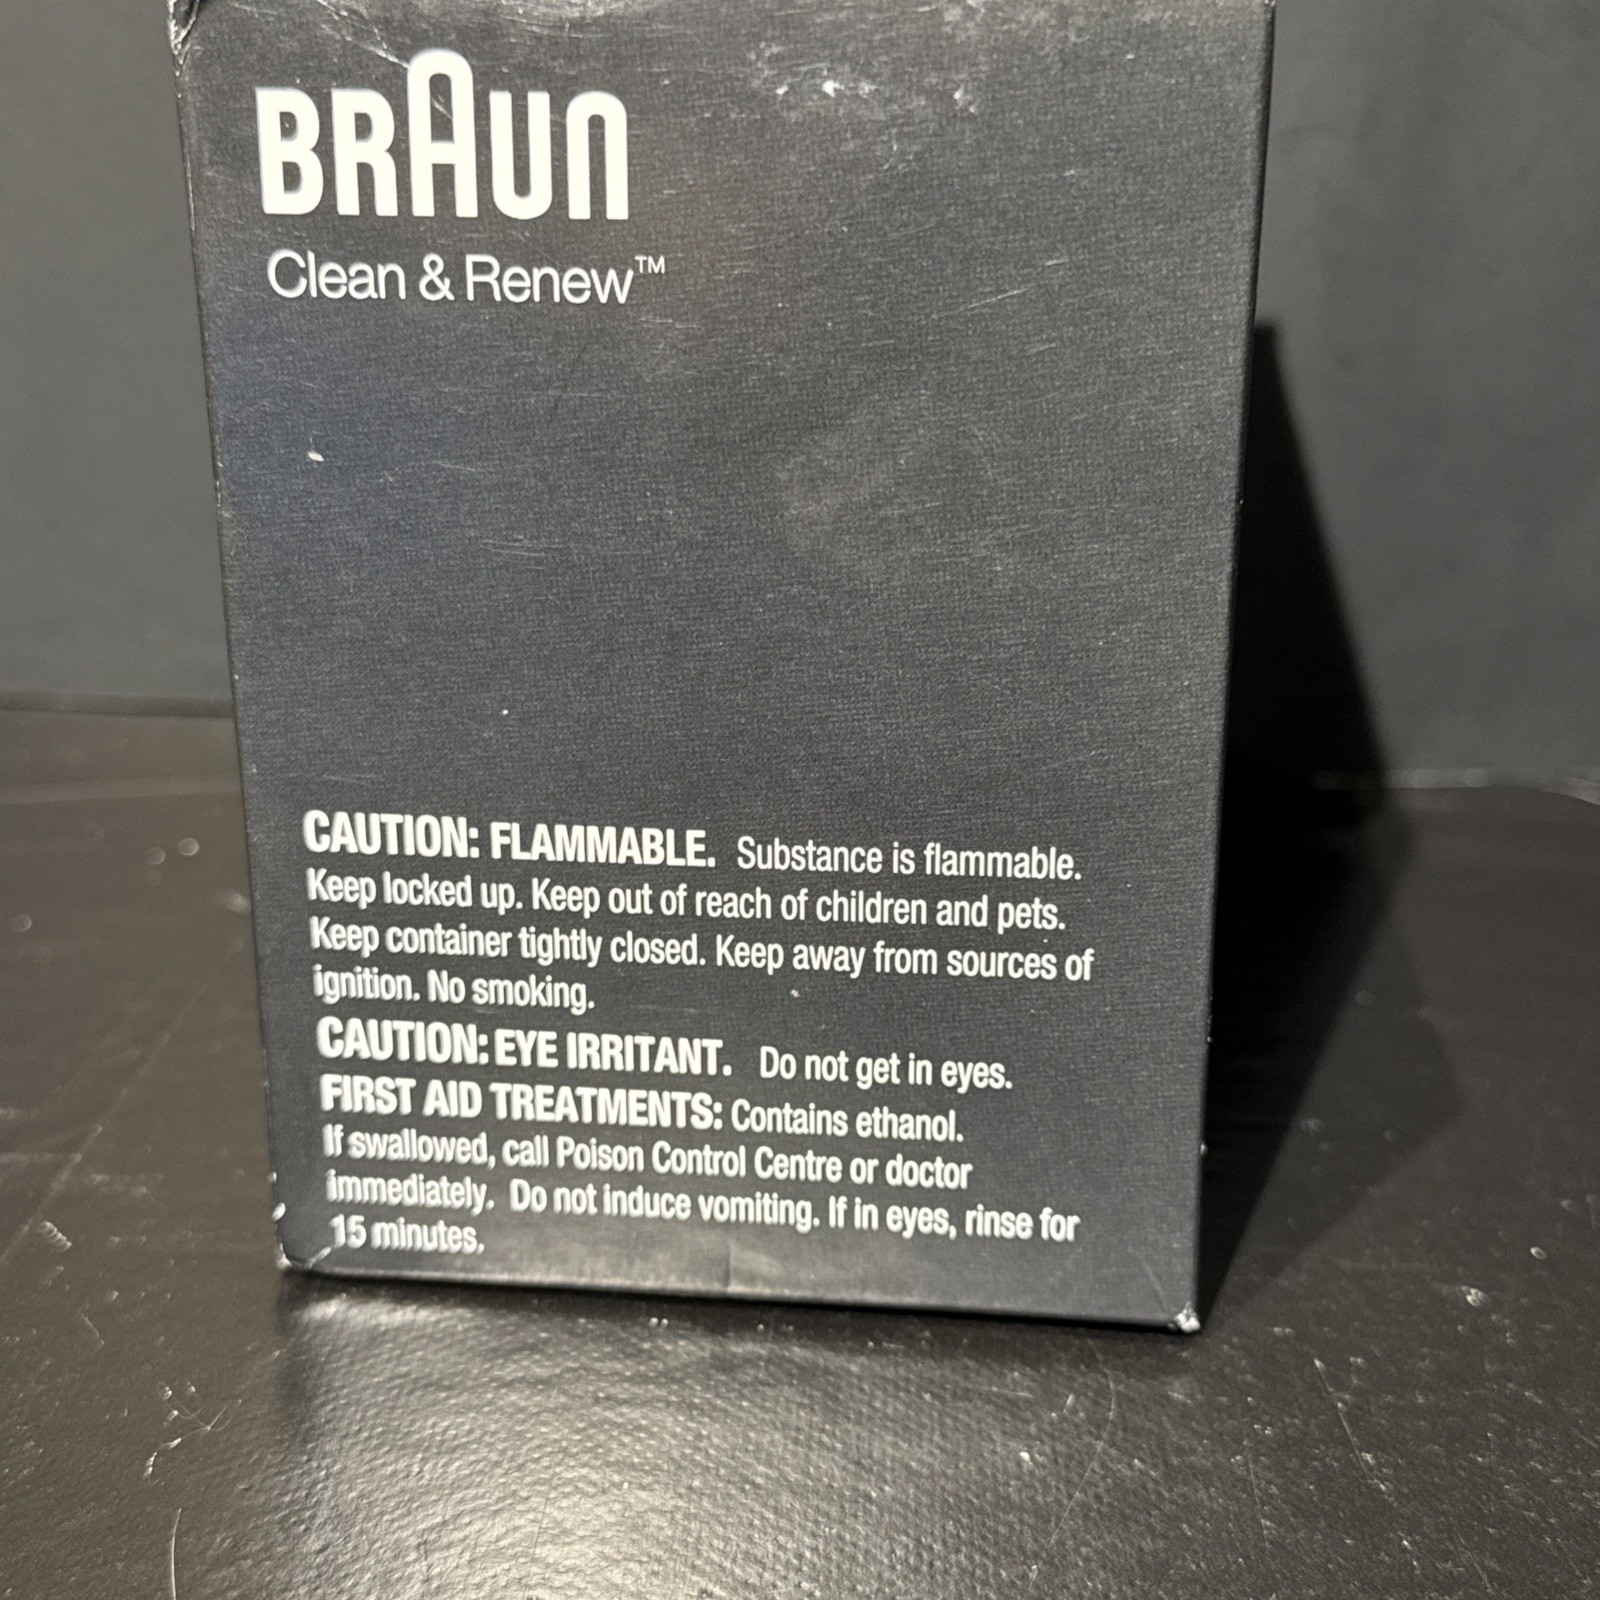 BRAUN
Clean & Renew™
CAUTION: FLAMMABLE. Substance is flammable.
Keep locked up. Keep out of reach of children and pets.
Keep container tightly closed. Keep away from sources of
ignition. No smoking.
CAUTION: EYE IRRITANT. Do not get in eyes.
FIRST AID TREATMENTS: Contains ethanol.
If swallowed, call Poison Control Centre or doctor
immediately. Do not induce vomiting. If in eyes, rinse for
15 minutes.